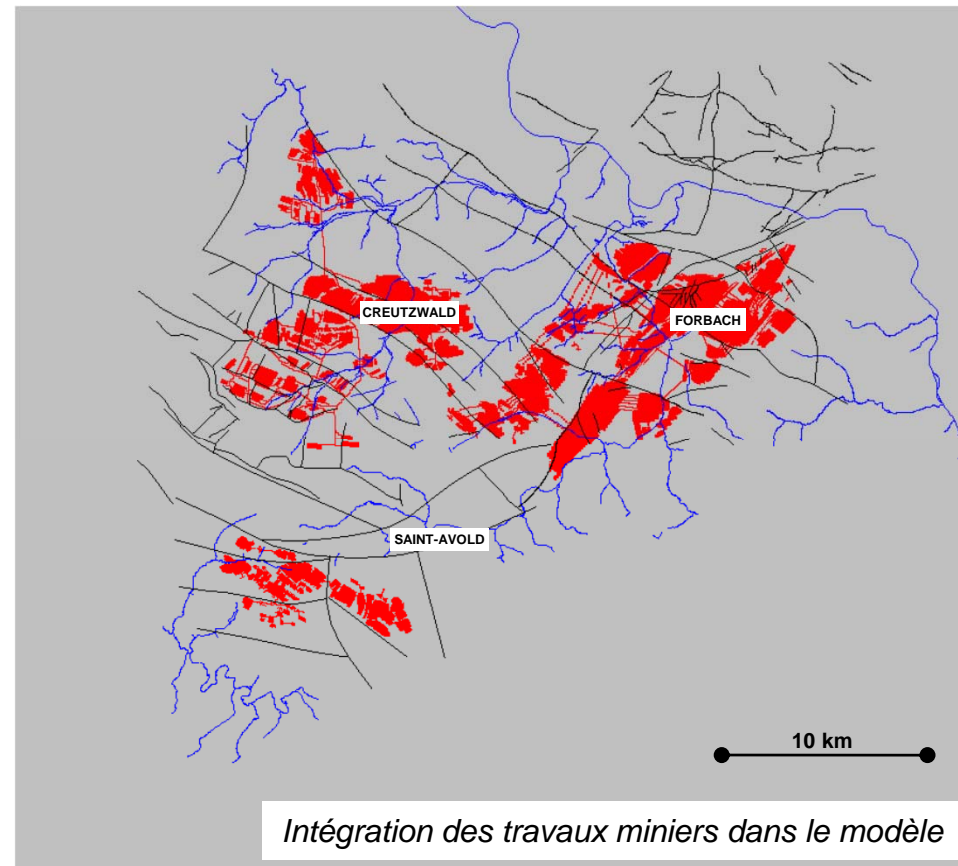 CREUTZWALD
FORBACH
SAINT-AVOLD
10 km
Intégration des travaux miniers dans le modèle